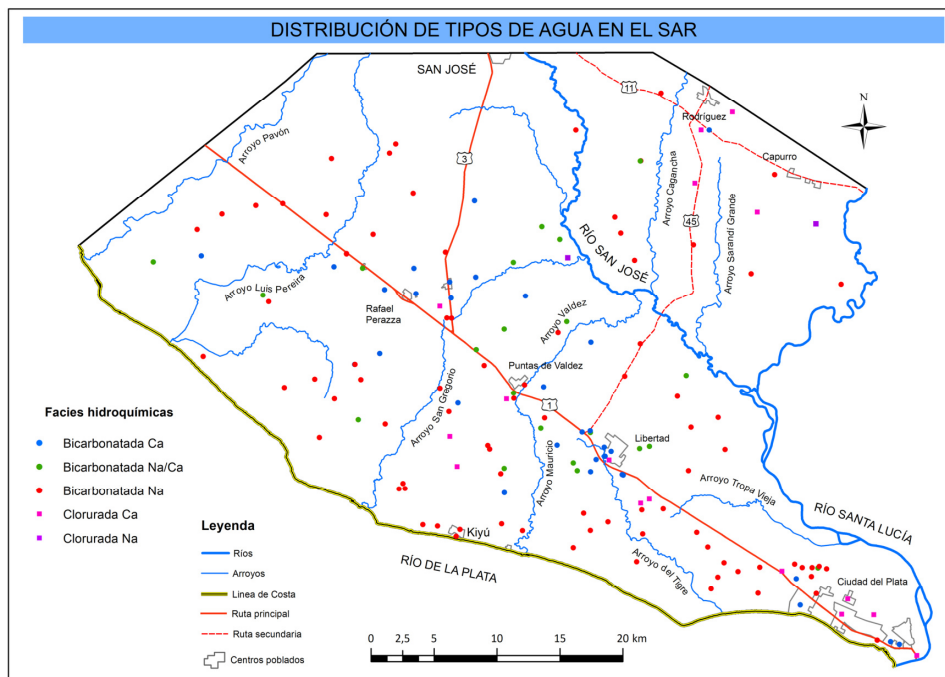 DISTRIBUCIÓN DE TIPOS DE AGUA EN EL SAR
SAN JOSÉ
11
Rodríguez
N
Arroyo Pavón
3
Capurro
Arroyo Cagancha
45
Arroyo Sarandí Grande
RÍO SAN JOSÉ
Arroyo Luis Pereira
Rafael
Perazza
Arroyo Valdez
Puntas de Valdez
Arroyo San Gregorio
1
Facies hidroquímicas
Bicarbonatada Ca
Bicarbonatada Na/Ca
Bicarbonatada Na
Clorurada Ca
Clorurada Na
Libertad
Arroyo Mauricio
Arroyo Tropa Vieja
RÍO SANTA LUCÍA
Kiyú
RÍO DE LA PLATA
Arroyo del Tigre
Ciudad del Plata
Leyenda
Ríos
Arroyos
Linea de Costa
Ruta principal
Ruta secundaria
Centros poblados
0 2,5 5 10 15 20 km